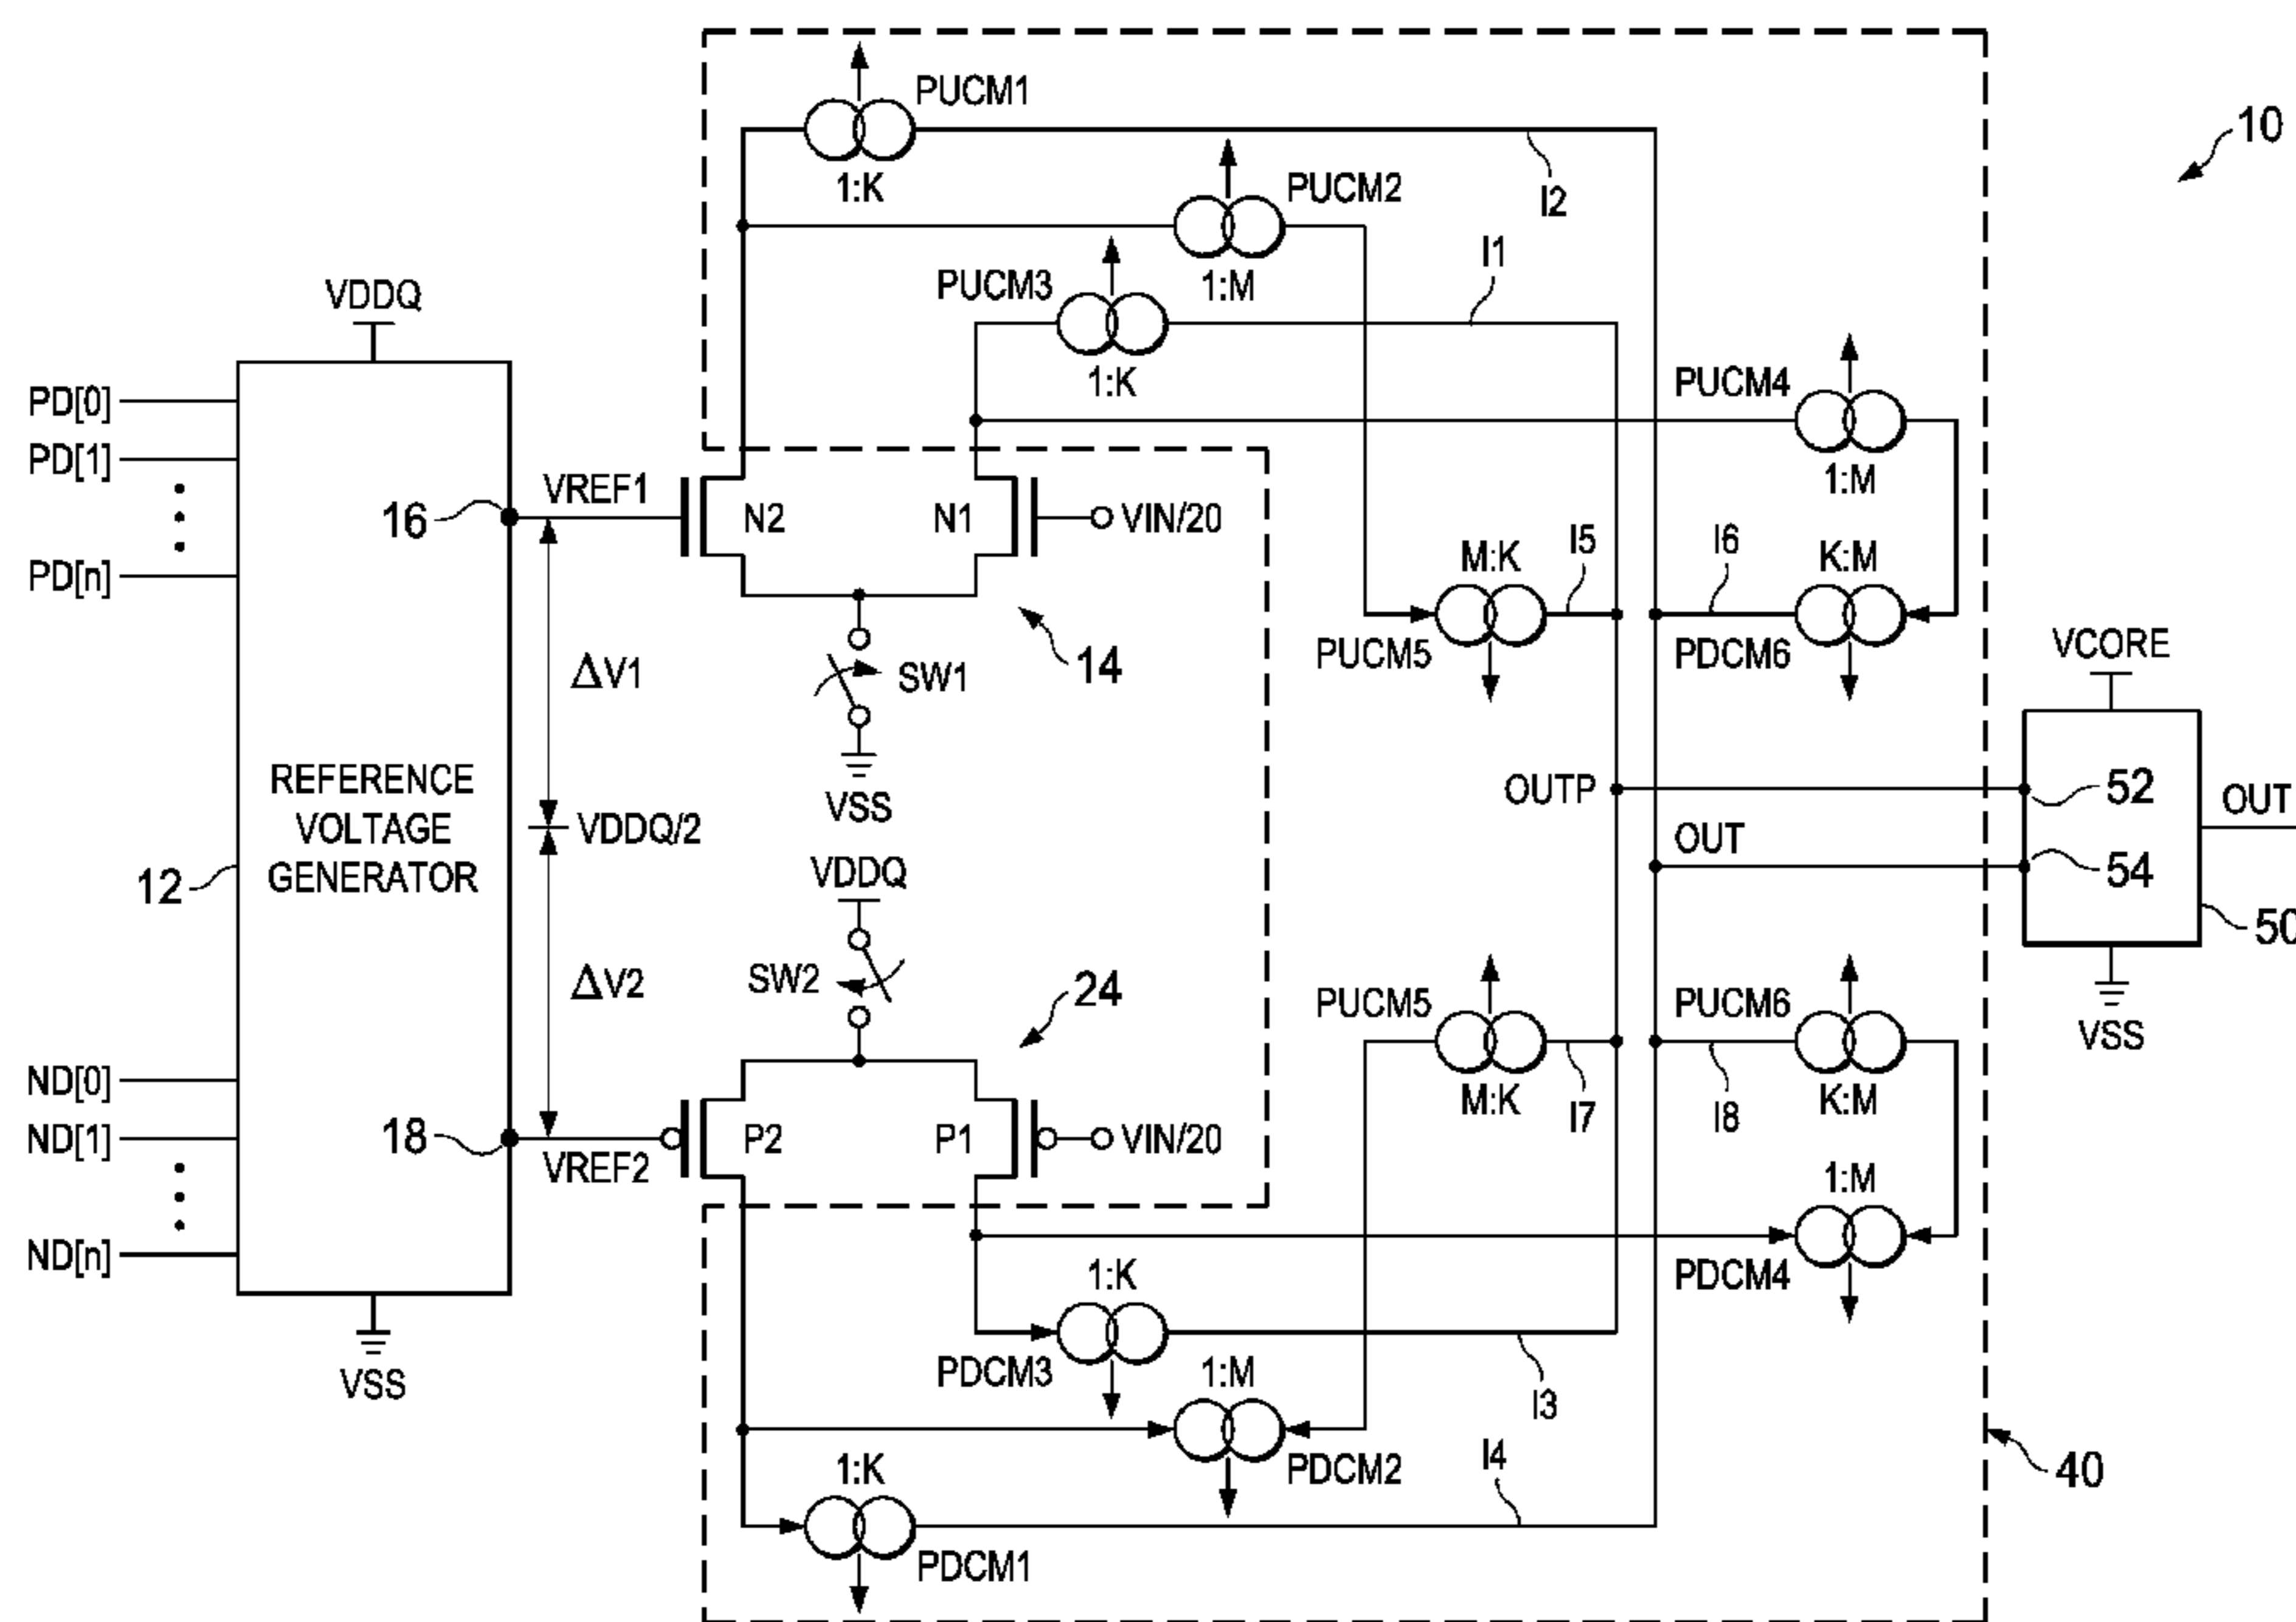 PUCM1
1:K
PUCM2
1:M
PUCM3
1:K
I2
I1
10
VDDQ
PD[0]
PD[1]
PD[n]
16
VREF1
N2
N1
VIN/20
PUCM4
1:M
M:K
I5
I6
K:M
PUCM5
PDCM6
ΔV1
SW1
14
VSS
VCORE
REFERENCE
VOLTAGE
GENERATOR
12
VDDQ/2
OUTP
52
OUT
OUT
54
50
VSS
VDDQ
SW2
ΔV2
24
PUCM5
M:K
I7
PUCM6
K:M
I8
ND[0]
ND[1]
ND[n]
18
VREF2
P2
P1
VIN/20
1:M
PDCM4
VSS
1:K
PDCM3
1:M
PDCM2
I3
1:K
PDCM1
I4
40